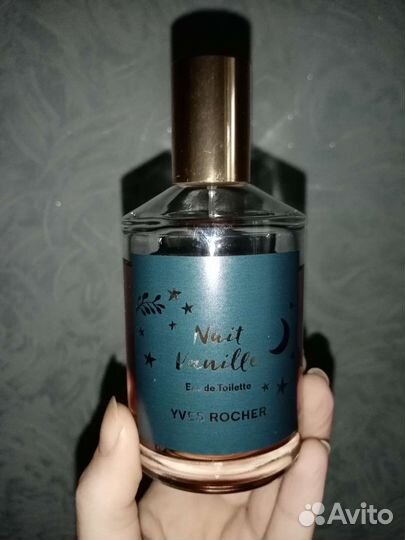 Nuit
Vanille
Eau de Toilette
YVES ROCHER
Avito